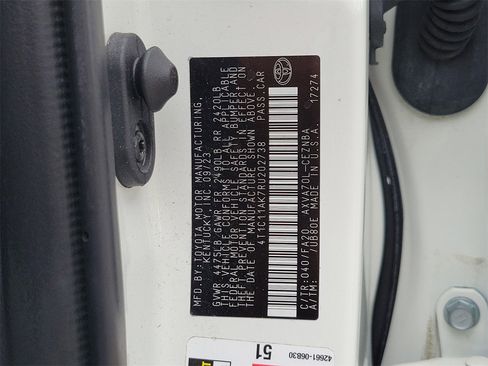 MFD. BY: TOYOTA MOTOR MANUFACTURING,
KENTUCKY, INC. 09/23
GVWR 4475LB GAWR FR 2490LB RR 2420LB
THIS VEHICLE CONFORMS TO ALL APPLICABLE
FEDERAL MOTOR VEHICLE SAFETY, BUMPER, AND
THEFT PREVENTION STANDARDS IN EFFECT ON
THE DATE OF MANUFACTURE SHOWN ABOVE.
4T1C11AK7RU202738 PASS. CAR
C/TR: 040/FA20 AXVA70L-CEZNBA
A/TM: /UB80E MADE IN U.S.A. 17274
42661-06B30
51